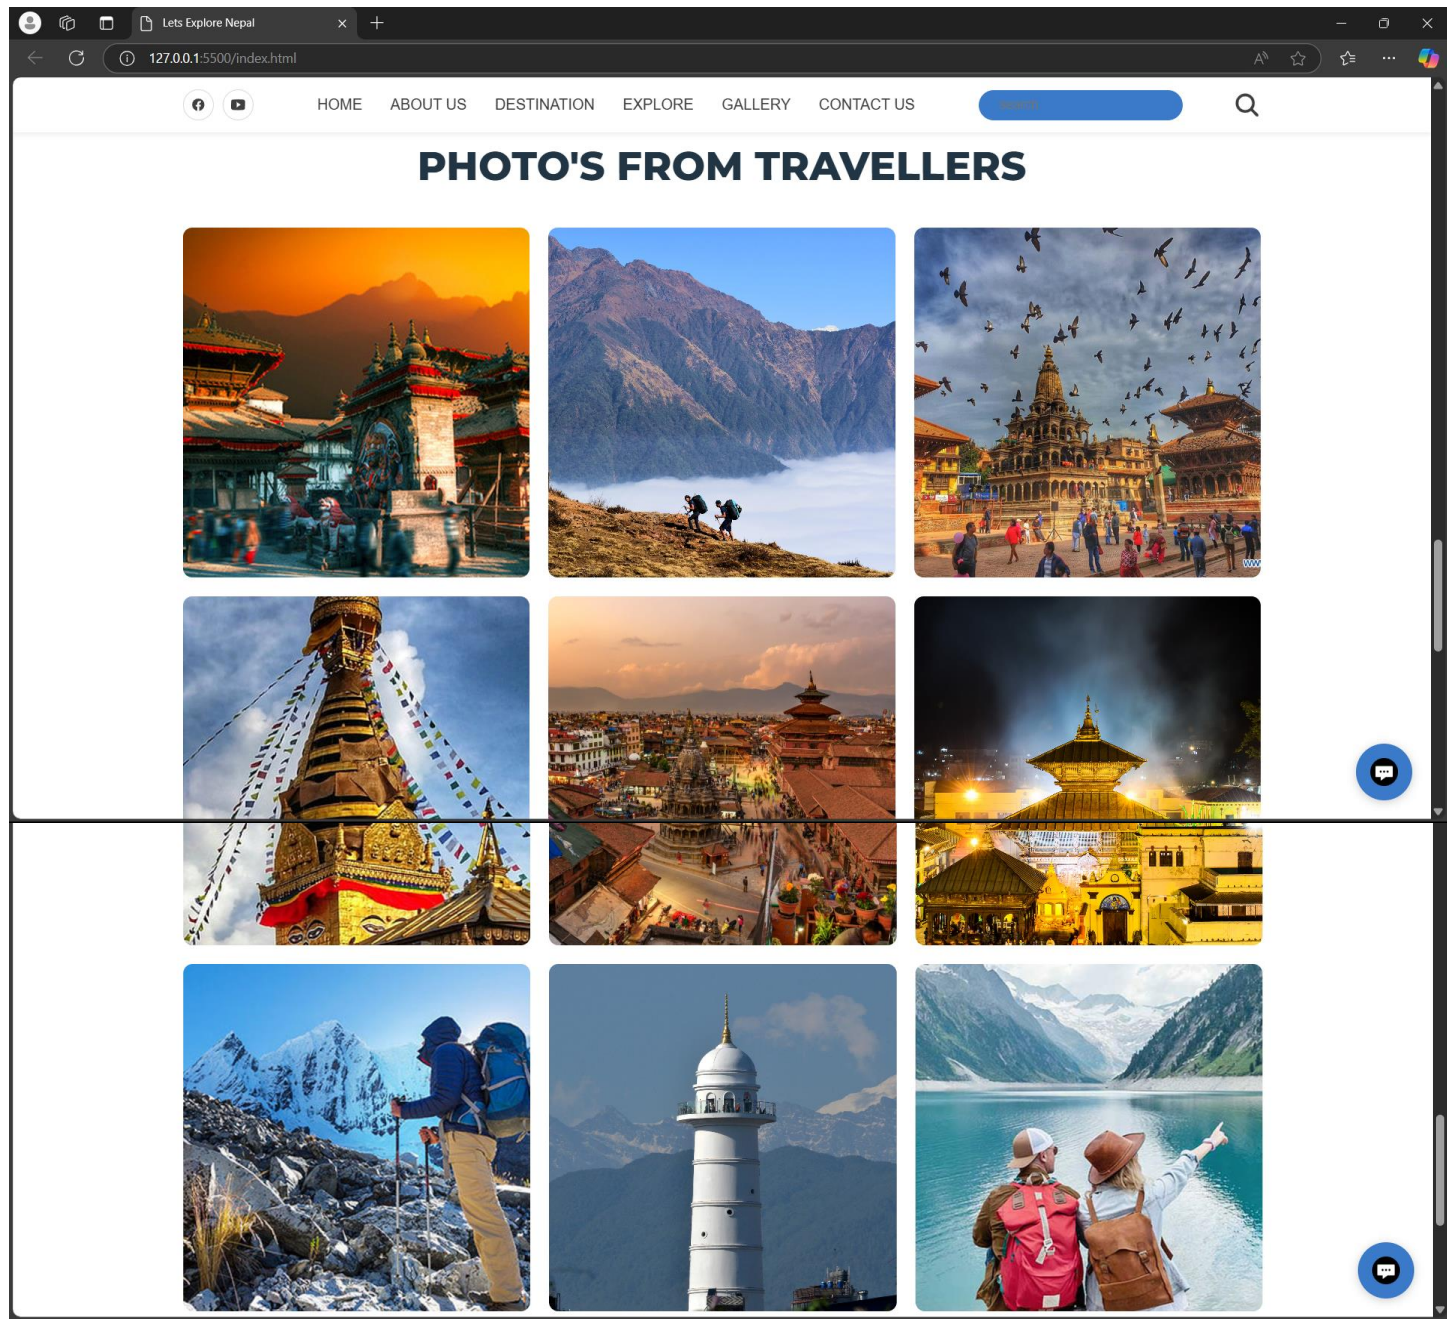 Lets Explore Nepal
127.0.0.1:5500/index.html
HOME ABOUT US DESTINATION EXPLORE GALLERY CONTACT US
PHOTO'S FROM TRAVELLERS
WW